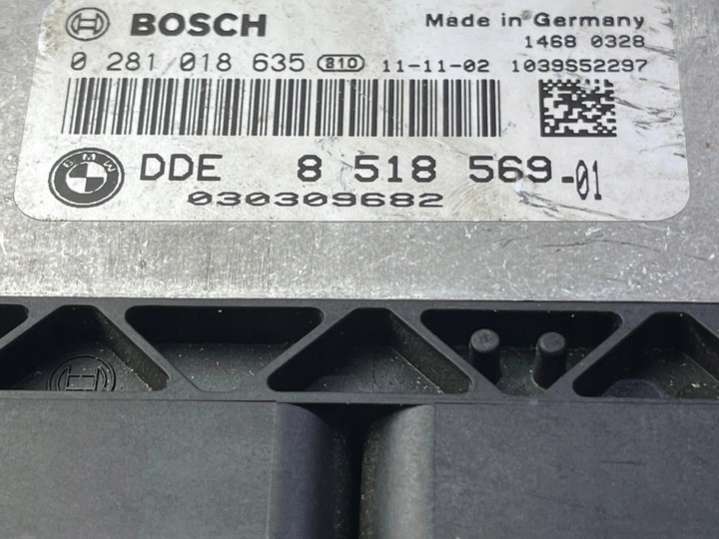 BOSCH
Made in Germany
1468 0328
0 281 018 635 810 11-11-02 1039S52297
BMW
DDE 8 518 569-01
030309682